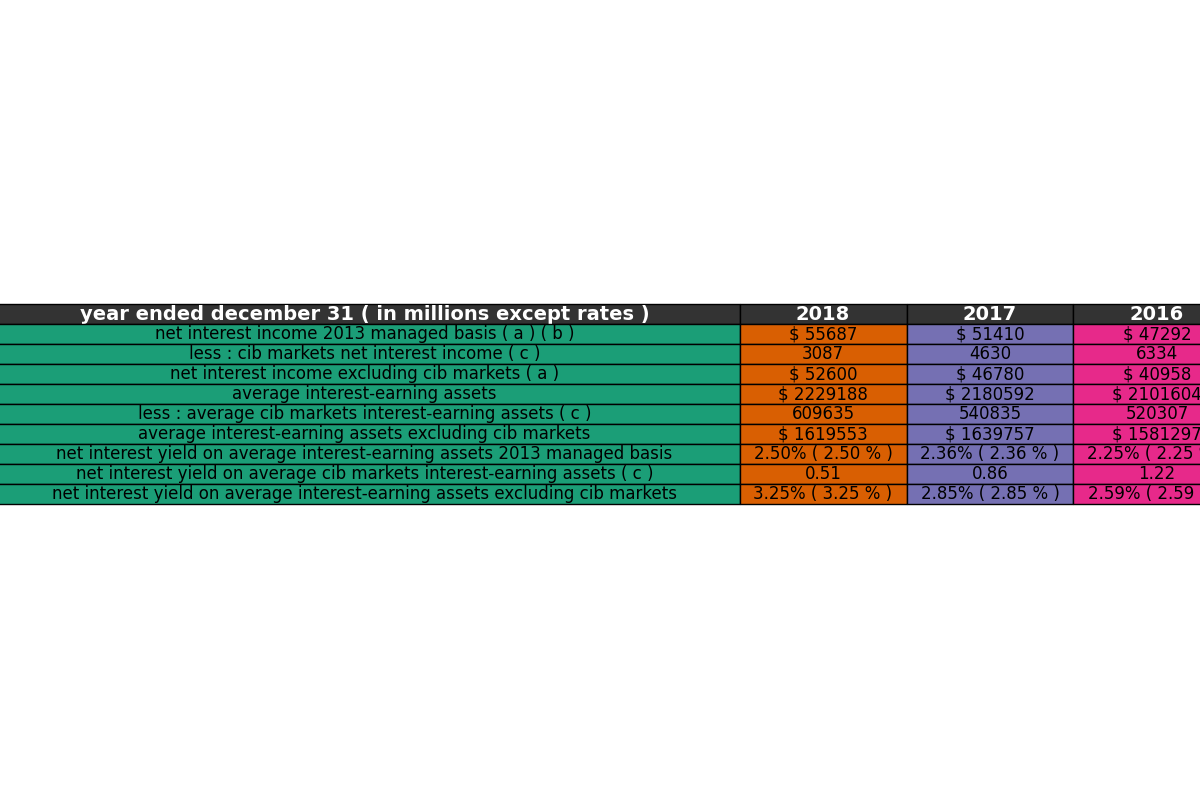 year ended december 31 ( in millions except rates ) 2018 2017 2016
net interest income 2013 managed basis ( a ) ( b ) $ 55687 $ 51410 $ 47292
less : cib markets net interest income ( c ) 3087 4630 6334
net interest income excluding cib markets ( a ) $ 52600 $ 46780 $ 40958
average interest-earning assets $ 2229188 $ 2180592 $ 2101604
less : average cib markets interest-earning assets ( c ) 609635 540835 520307
average interest-earning assets excluding cib markets $ 1619553 $ 1639757 $ 1581297
net interest yield on average interest-earning assets 2013 managed basis 2.50% ( 2.50 % ) 2.36% ( 2.36 % ) 2.25% ( 2.25
net interest yield on average cib markets interest-earning assets ( c ) 0.51 0.86 1.22
net interest yield on average interest-earning assets excluding cib markets 3.25% ( 3.25 % ) 2.85% ( 2.85 % ) 2.59% ( 2.59